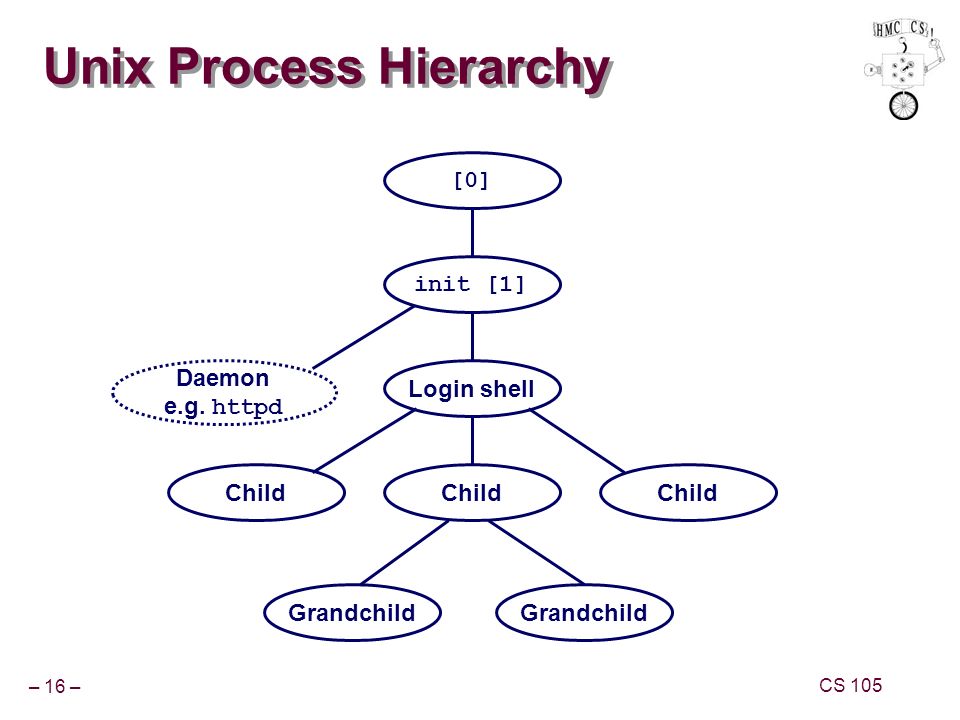 Unix Process Hierarchy
HMC CS!
[0]
init [1]
Daemon
e.g. httpd
Login shell
Child Child Child
Grandchild Grandchild
– 16 –
CS 105